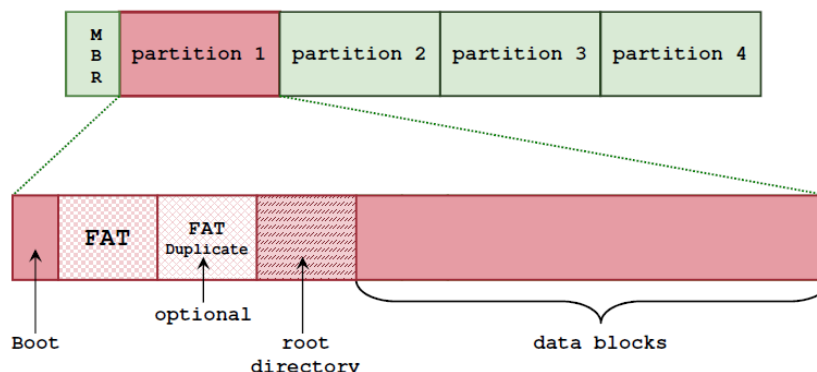 M
B
R
partition 1
partition 2
partition 3
partition 4
FAT
FAT
Duplicate
optional
Boot
root
directory
data blocks